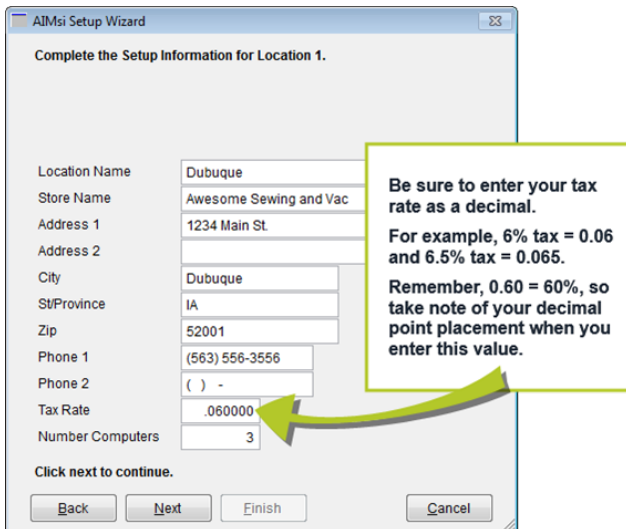 AIMsi Setup Wizard
Complete the Setup Information for Location 1.
Location Name Dubuque
Store Name Awesome Sewing and Vac
Address 1 1234 Main St.
Address 2
City Dubuque
St/Province IA
Zip 52001
Phone 1 (563) 556-3556
Phone 2 ( ) -
Tax Rate .060000
Number Computers 3
Click next to continue.
Back Next Finish Cancel
Be sure to enter your tax
rate as a decimal.
For example, 6% tax = 0.06
and 6.5% tax = 0.065.
Remember, 0.60 = 60%, so
take note of your decimal
point placement when you
enter this value.